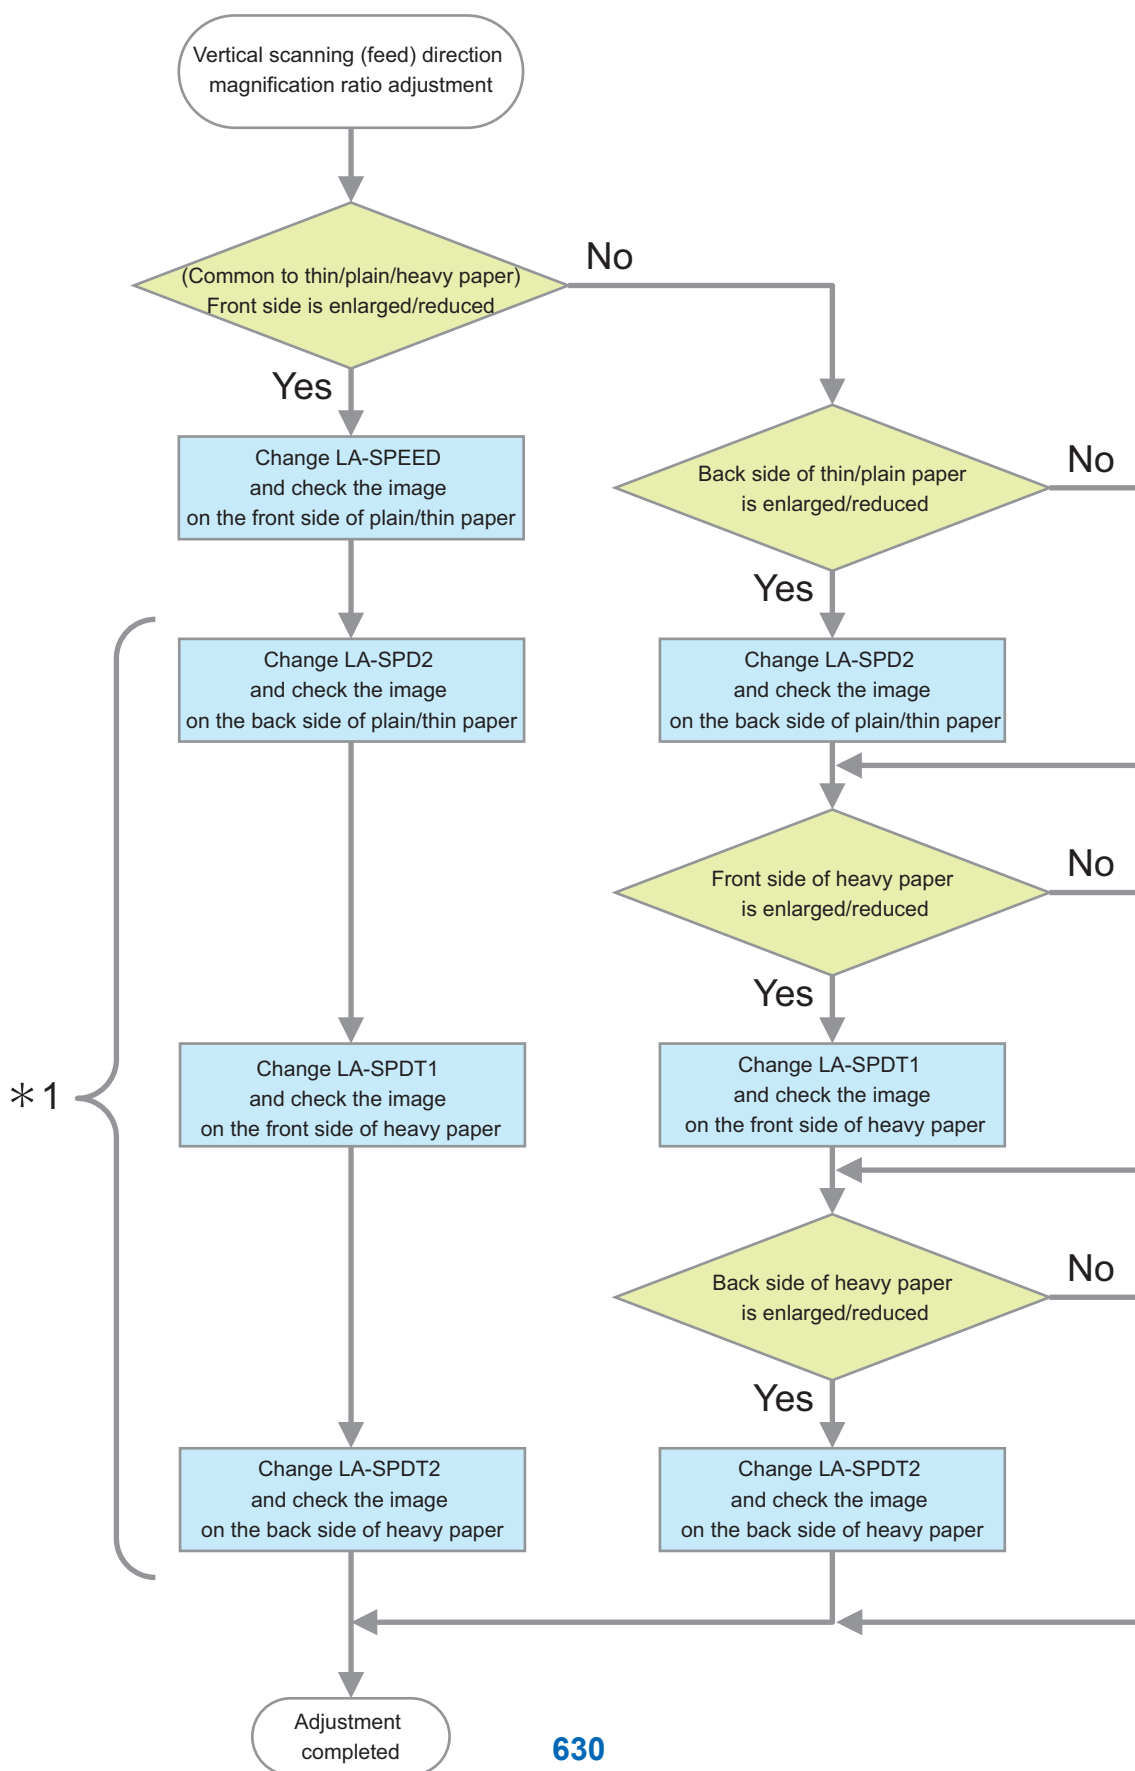 Vertical scanning (feed) direction
magnification ratio adjustment
(Common to thin/plain/heavy paper)
Front side is enlarged/reduced
No
Yes
Change LA-SPEED
and check the image
on the front side of plain/thin paper
Back side of thin/plain paper
is enlarged/reduced
No
Yes
Change LA-SPD2
and check the image
on the back side of plain/thin paper
Change LA-SPD2
and check the image
on the back side of plain/thin paper
Front side of heavy paper
is enlarged/reduced
No
Yes
*1
Change LA-SPDT1
and check the image
on the front side of heavy paper
Change LA-SPDT1
and check the image
on the front side of heavy paper
Back side of heavy paper
is enlarged/reduced
No
Yes
Change LA-SPDT2
and check the image
on the back side of heavy paper
Change LA-SPDT2
and check the image
on the back side of heavy paper
Adjustment
completed
630